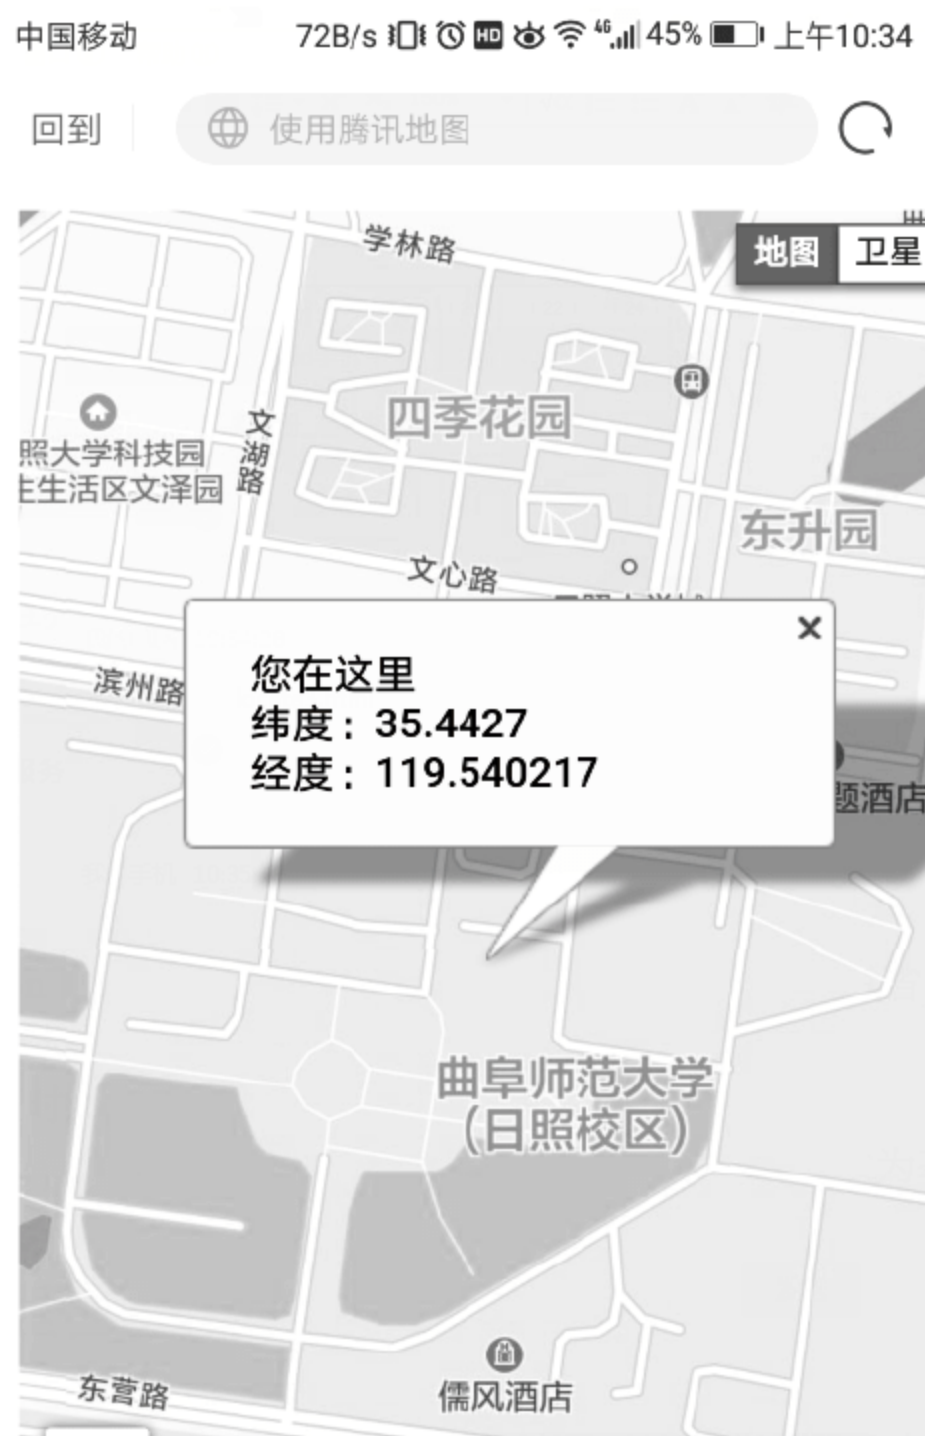 中国移动 72B/s HD 4G 45% 上午10:34
回到 使用腾讯地图
地图 卫星
学林路
四季花园
文湖路
照大学科技园
生活区文泽园
东升园
文心路
滨州路
您在这里
纬度：35.4427
经度：119.540217
题酒店
曲阜师范大学
（日照校区）
儒风酒店
东营路